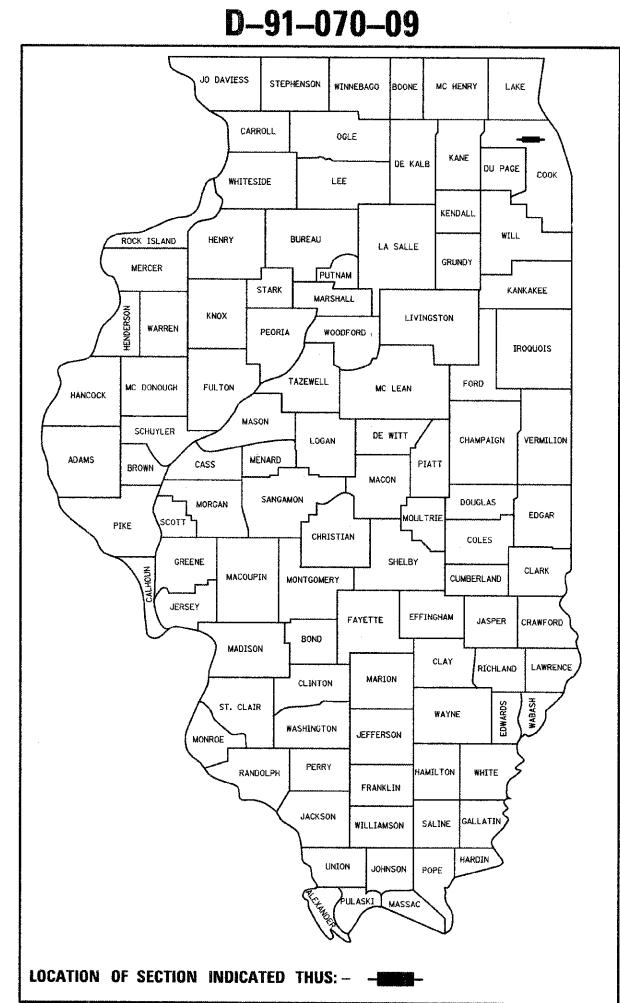 D-91-070-09
JO DAVIESS STEPHENSON WINNEBAGO BOONE MC HENRY LAKE
CARROLL OGLE DE KALB KANE DU PAGE COOK
WHITESIDE LEE
KENDALL
ROCK ISLAND HENRY BUREAU LA SALLE WILL
MERCER PUTNAM GRUNDY
STARK MARSHALL KANKAKEE
HENDERSON WARREN KNOX PEORIA WOODFORD LIVINGSTON IROQUOIS
HANCOCK MC DONOUGH FULTON TAZEWELL MC LEAN FORD
SCHUYLER MASON
ADAMS BROWN CASS MENARD LOGAN DE WITT PIATT CHAMPAIGN VERMILION
MACON
PIKE SCOTT MORGAN SANGAMON MOULTRIE DOUGLAS EDGAR
CHRISTIAN COLES
CALHOUN GREENE MACOUPIN MONTGOMERY SHELBY CUMBERLAND CLARK
JERSEY
FAYETTE EFFINGHAM JASPER CRAWFORD
MADISON BOND
CLAY RICHLAND LAWRENCE
CLINTON MARION
ST. CLAIR WAYNE EDWARDS WABASH
MONROE WASHINGTON JEFFERSON
RANDOLPH PERRY HAMILTON WHITE
FRANKLIN
JACKSON WILLIAMSON SALINE GALLATIN
UNION JOHNSON POPE HARDIN
ALEXANDER PULASKI MASSAC
LOCATION OF SECTION INDICATED THUS: -